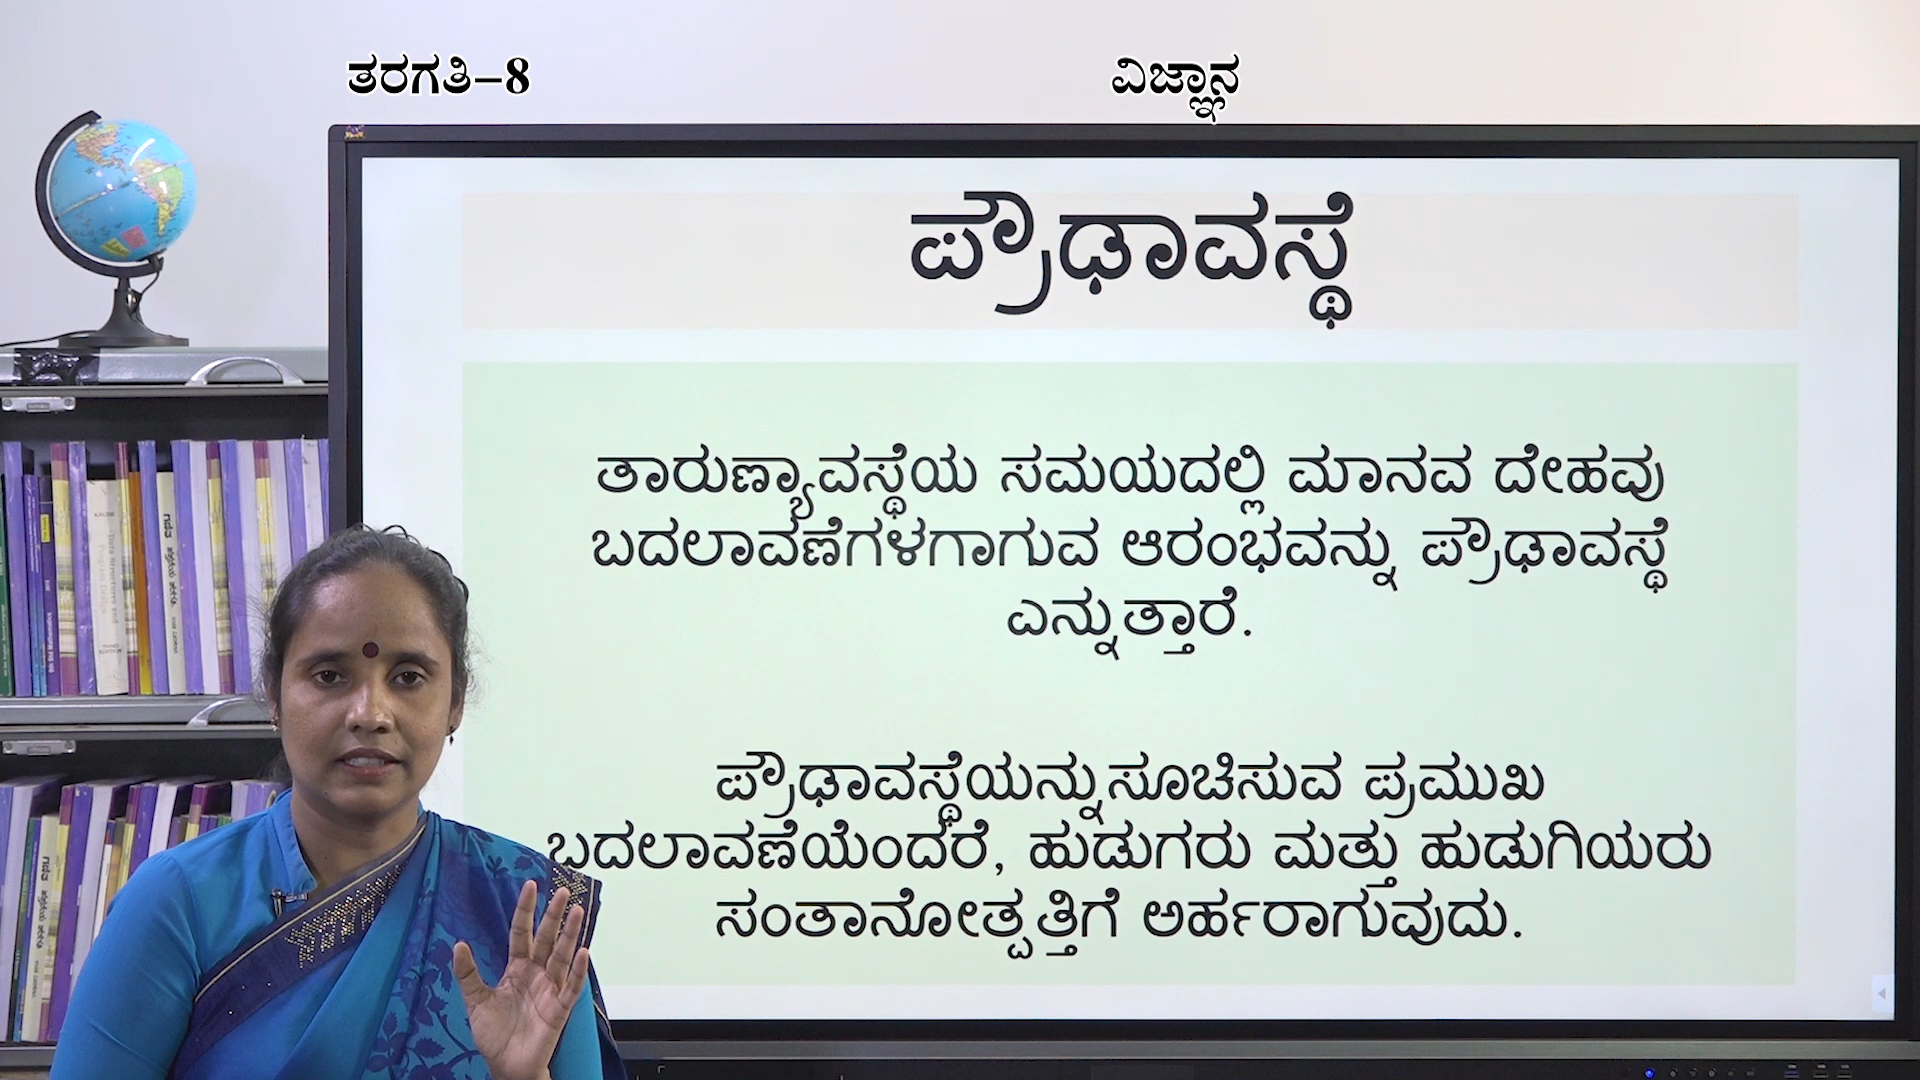 ತರಗತಿ–8
ವಿಜ್ಞಾನ
ಪ್ರೌಢಾವಸ್ಥೆ
ತಾರುಣ್ಯಾವಸ್ಥೆಯ ಸಮಯದಲ್ಲಿ ಮಾನವ ದೇಹವು
ಬದಲಾವಣೆಗಳಗಾಗುವ ಆರಂಭವನ್ನು ಪ್ರೌಢಾವಸ್ಥೆ
ಎನ್ನುತ್ತಾರೆ.
ಪ್ರೌಢಾವಸ್ಥೆಯನ್ನುಸೂಚಿಸುವ ಪ್ರಮುಖ
ಬದಲಾವಣೆಯೆಂದರೆ, ಹುಡುಗರು ಮತ್ತು ಹುಡುಗಿಯರು
ಸಂತಾನೋತ್ಪತ್ತಿಗೆ ಅರ್ಹರಾಗುವುದು.